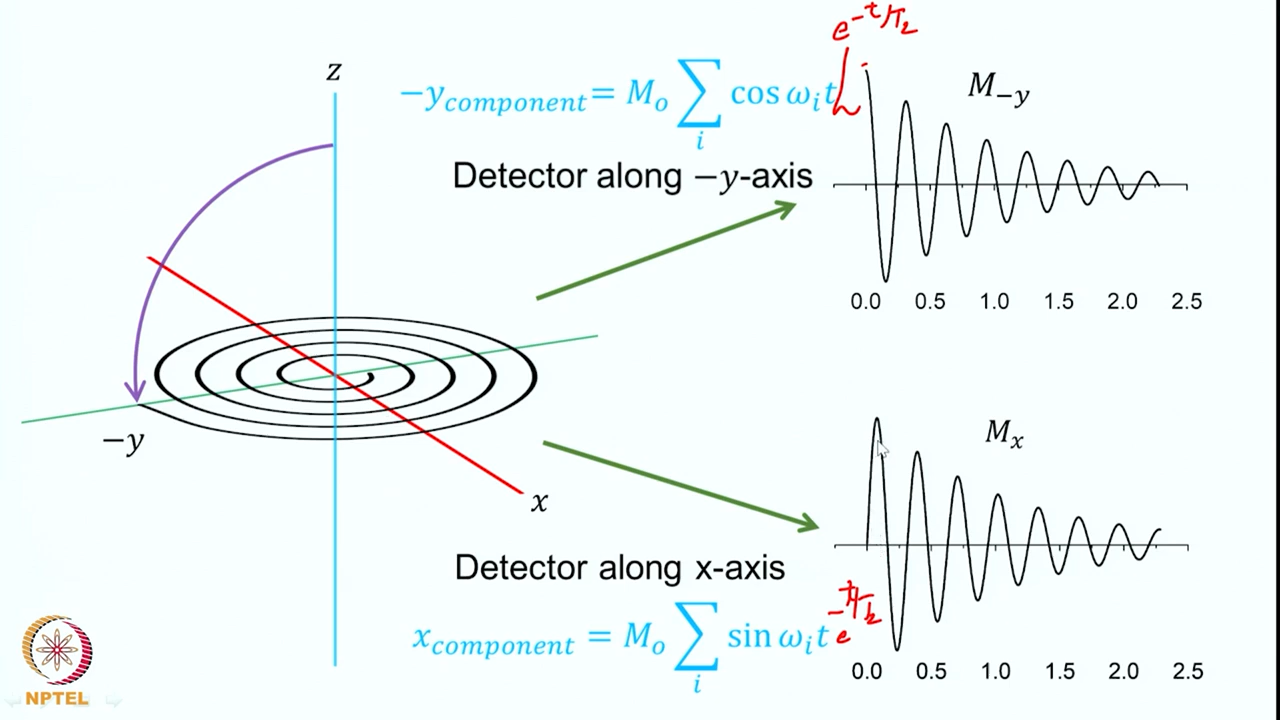 e^{-t/T_2}
z
-y_{component} = M_o \sum_i \cos ω_i t
M_{-y}
Detector along −y-axis
0.0 0.5 1.0 1.5 2.0 2.5
−y
x
M_x
Detector along x-axis
x_{component} = M_o \sum_i \sin ω_i t e^{-t/T_2}
0.0 0.5 1.0 1.5 2.0 2.5
NPTEL